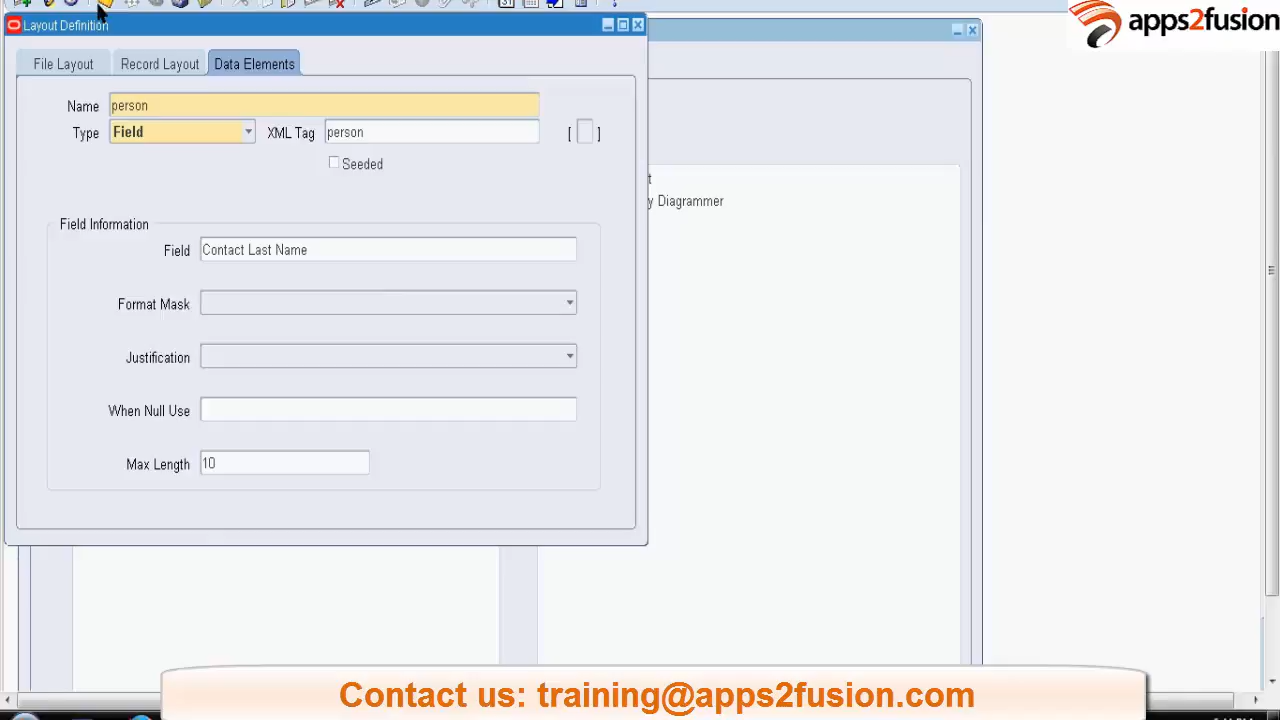 Layout Definition
apps2fusion
File Layout
Record Layout
Data Elements
Name
person
Type
Field
XML Tag
person
[ ]
Seeded
y Diagrammer
Field Information
Field
Contact Last Name
Format Mask
Justification
When Null Use
Max Length
10
Contact us: training@apps2fusion.com